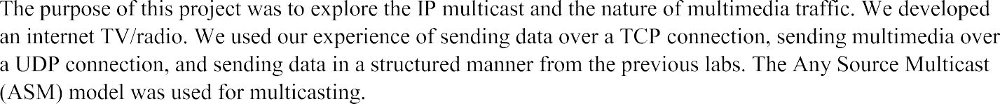 The purpose of this project was to explore the IP multicast and the nature of multimedia traffic. We developed
an internet TV/radio. We used our experience of sending data over a TCP connection, sending multimedia over
a UDP connection, and sending data in a structured manner from the previous labs. The Any Source Multicast
(ASM) model was used for multicasting.